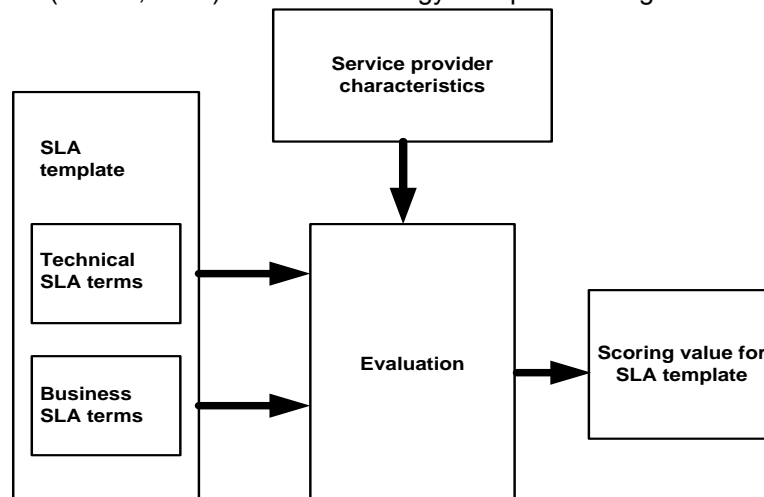 Service provider
characteristics
SLA
template
Technical
SLA terms
Business
SLA terms
Evaluation
Scoring value for
SLA template